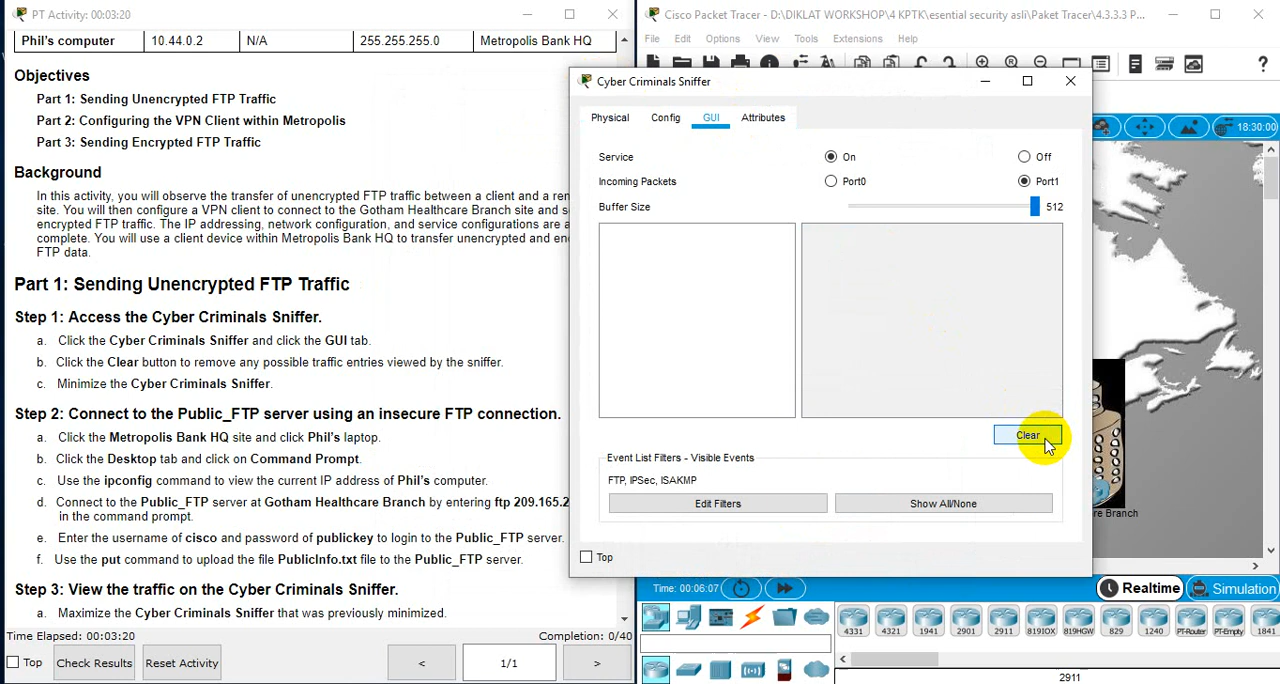 PT Activity: 00:03:20
Phil's computer 10.44.0.2 N/A 255.255.255.0 Metropolis Bank HQ
Objectives
Part 1: Sending Unencrypted FTP Traffic
Part 2: Configuring the VPN Client within Metropolis
Part 3: Sending Encrypted FTP Traffic
Background
In this activity, you will observe the transfer of unencrypted FTP traffic between a client and a ren
site. You will then configure a VPN client to connect to the Gotham Healthcare Branch site and s
encrypted FTP traffic. The IP addressing, network configuration, and service configurations are a
complete. You will use a client device within Metropolis Bank HQ to transfer unencrypted and en
FTP data.
Part 1: Sending Unencrypted FTP Traffic
Step 1: Access the Cyber Criminals Sniffer.
a. Click the Cyber Criminals Sniffer and click the GUI tab.
b. Click the Clear button to remove any possible traffic entries viewed by the sniffer.
c. Minimize the Cyber Criminals Sniffer.
Step 2: Connect to the Public_FTP server using an insecure FTP connection.
a. Click the Metropolis Bank HQ site and click Phil's laptop.
b. Click the Desktop tab and click on Command Prompt.
c. Use the ipconfig command to view the current IP address of Phil's computer.
d. Connect to the Public_FTP server at Gotham Healthcare Branch by entering ftp 209.165.2
in the command prompt.
e. Enter the username of cisco and password of publickey to login to the Public_FTP server.
f. Use the put command to upload the file PublicInfo.txt file to the Public_FTP server.
Step 3: View the traffic on the Cyber Criminals Sniffer.
a. Maximize the Cyber Criminals Sniffer that was previously minimized.
Time Elapsed: 00:03:20 Completion: 0/40
Top Check Results Reset Activity < 1/1 >
Cisco Packet Tracer - D:\DIKLAT WORKSHOP\4 KPTK\esential security asli\Paket Tracer\4.3.3.3 P...
File Edit Options View Tools Extensions Help
?
Cyber Criminals Sniffer
Physical Config GUI Attributes
Service On Off
Incoming Packets Port0 Port1
Buffer Size 512
Clear
Event List Filters - Visible Events
FTP, IPSec, ISAKMP
Edit Filters Show All/None
Top
18:30:00
re Branch
Time: 00:06:07 Realtime Simulation
4331 4321 1941 2901 2911 819IOX 819HGW 829 1240 PT-Router PT-Empty 1841
2911